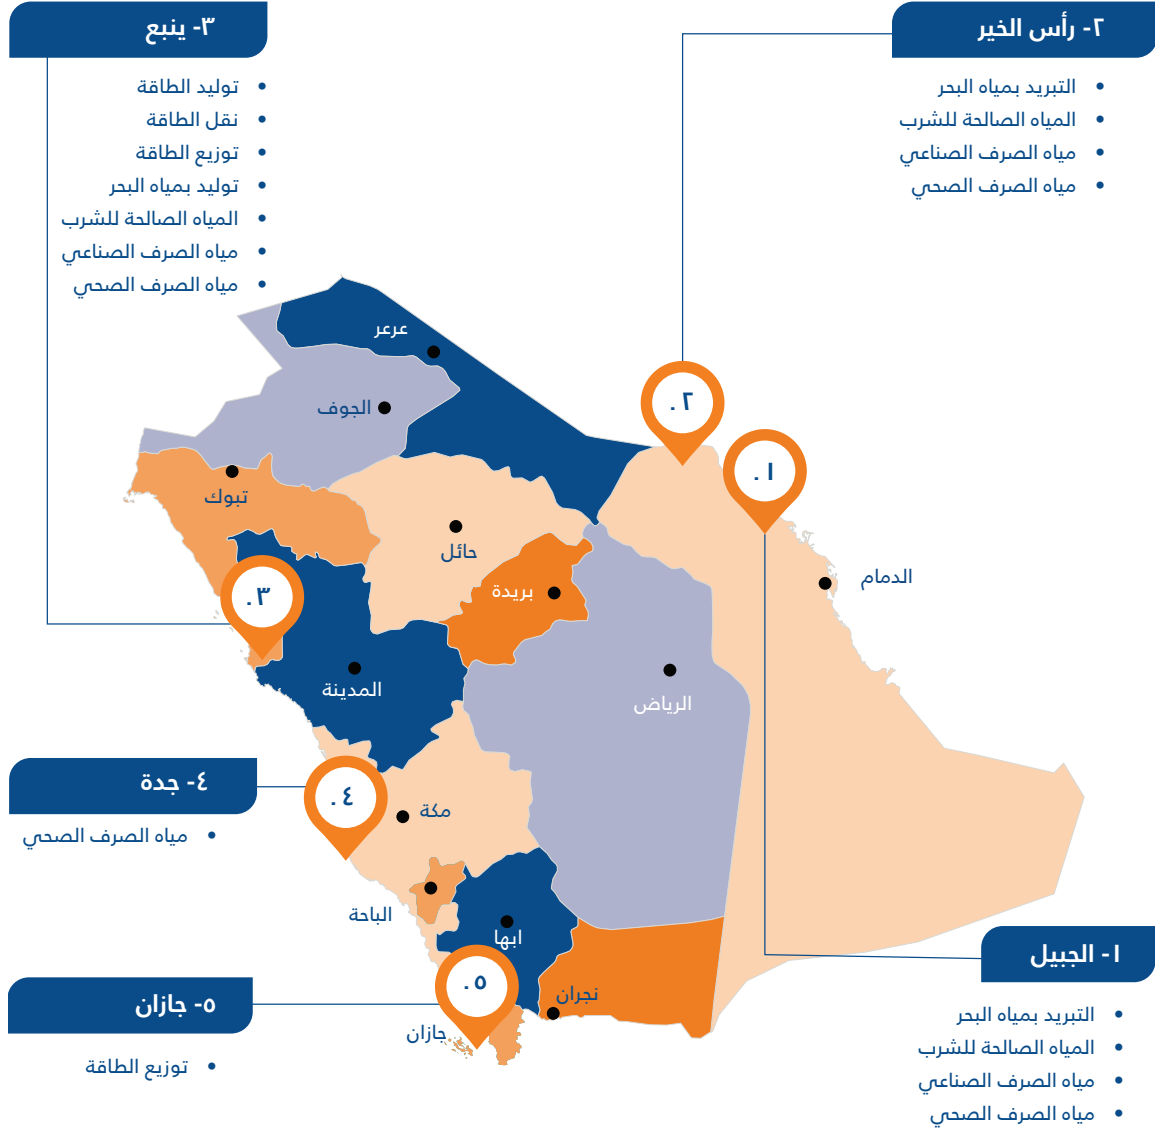 ٢- رأس الخير
التبريد بمياه البحر
المياه الصالحة للشرب
مياه الصرف الصناعي
مياه الصرف الصحي
٣- ينبع
توليد الطاقة
نقل الطاقة
توزيع الطاقة
توليد بمياه البحر
المياه الصالحة للشرب
مياه الصرف الصناعي
مياه الصرف الصحي
عرعر
٢.
الجوف
١.
تبوك
حائل
الدمام
بريدة
٣.
المدينة
الرياض
٤- جدة
مياه الصرف الصحي
٤.
مكة
الباحة
ابها
١- الجبيل
التبريد بمياه البحر
المياه الصالحة للشرب
مياه الصرف الصناعي
مياه الصرف الصحي
٥.
نجران
جازان
٥- جازان
توزيع الطاقة